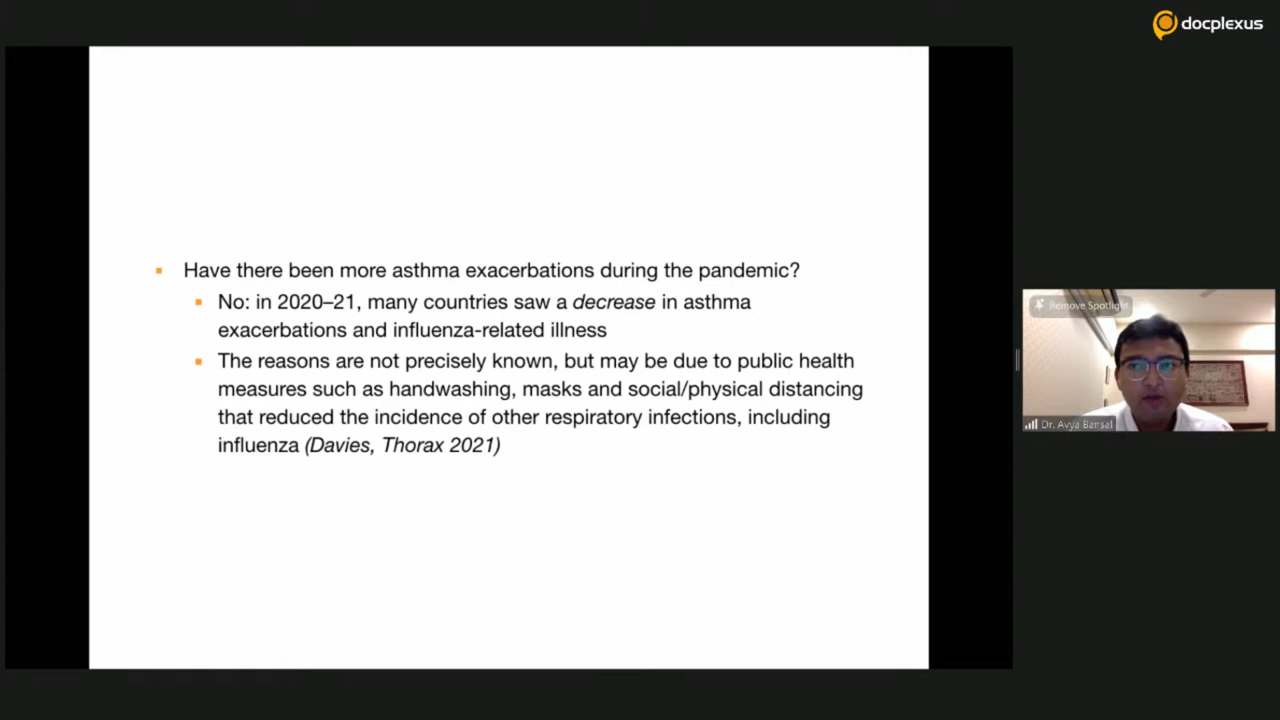 docplexus
Have there been more asthma exacerbations during the pandemic?
No: in 2020–21, many countries saw a decrease in asthma
exacerbations and influenza-related illness
The reasons are not precisely known, but may be due to public health
measures such as handwashing, masks and social/physical distancing
that reduced the incidence of other respiratory infections, including
influenza (Davies, Thorax 2021)
Remove Spotlight
Dr. Avya Bansal